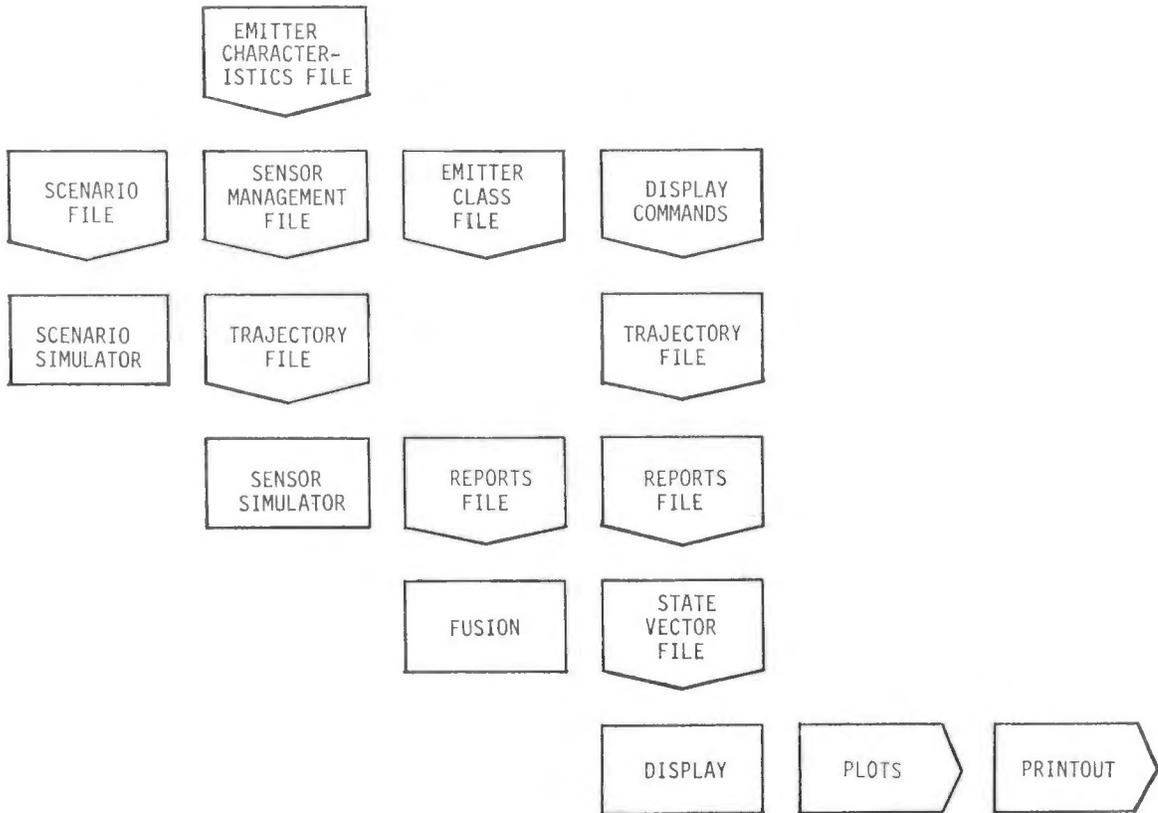 EMITTER
CHARACTER-
ISTICS FILE
SCENARIO
FILE
SENSOR
MANAGEMENT
FILE
EMITTER
CLASS
FILE
DISPLAY
COMMANDS
SCENARIO
SIMULATOR
TRAJECTORY
FILE
TRAJECTORY
FILE
SENSOR
SIMULATOR
REPORTS
FILE
REPORTS
FILE
FUSION
STATE
VECTOR
FILE
DISPLAY
PLOTS
PRINTOUT